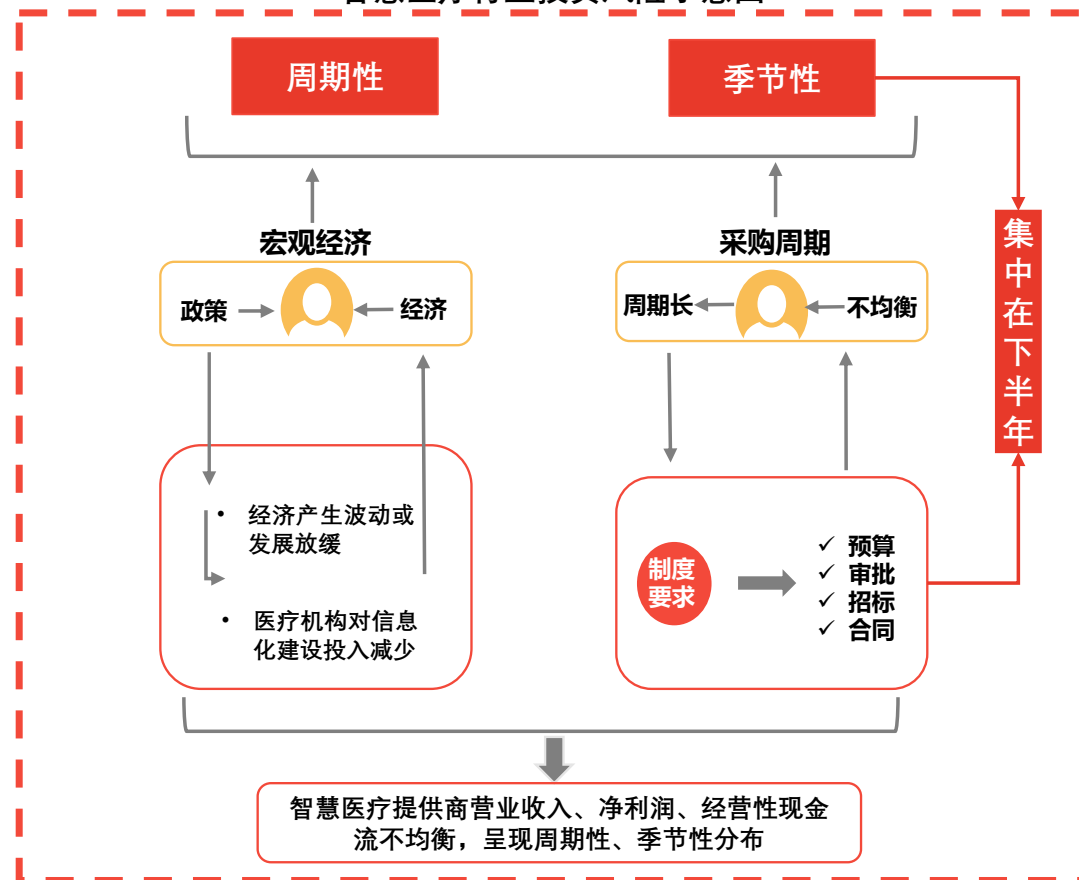 周期性
季节性
宏观经济
采购周期
政策
经济
周期长
不均衡
集中在下半年
• 经济产生波动或
发展放缓
• 医疗机构对信息
化建设投入减少
制度
要求
✓ 预算
✓ 审批
✓ 招标
✓ 合同
智慧医疗提供商营业收入、净利润、经营性现金
流不均衡，呈现周期性、季节性分布